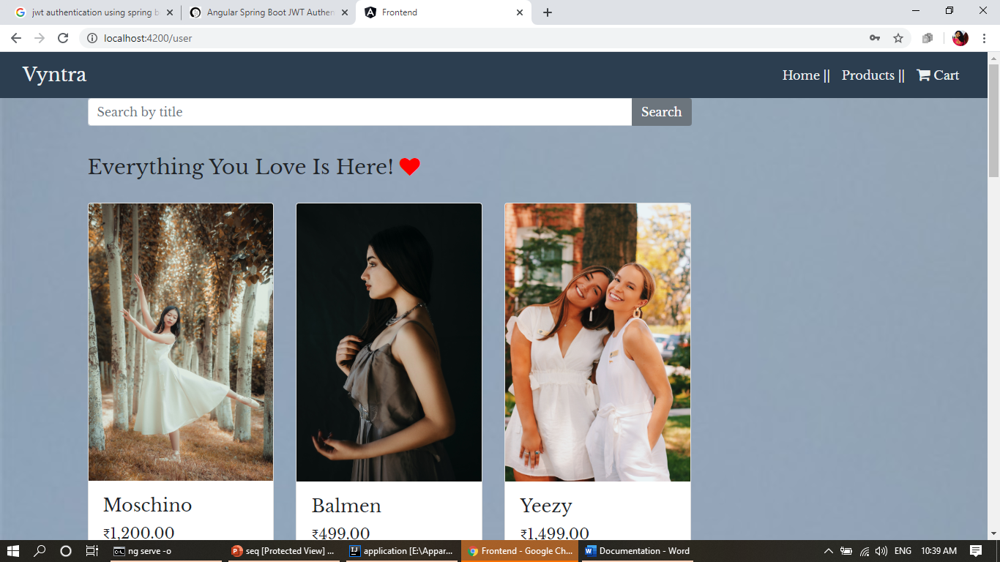 jwt authentication using spring b
Angular Spring Boot JWT Authen
Frontend
localhost:4200/user
Vyntra
Home ||
Products ||
Cart
Search by title
Search
Everything You Love Is Here!
Moschino
₹1,200.00
Balmen
₹499.00
Yeezy
₹1,499.00
ng serve -o
seq [Protected View] ...
application [E:\Appar...
Frontend - Google Ch...
Documentation - Word
ENG
10:39 AM